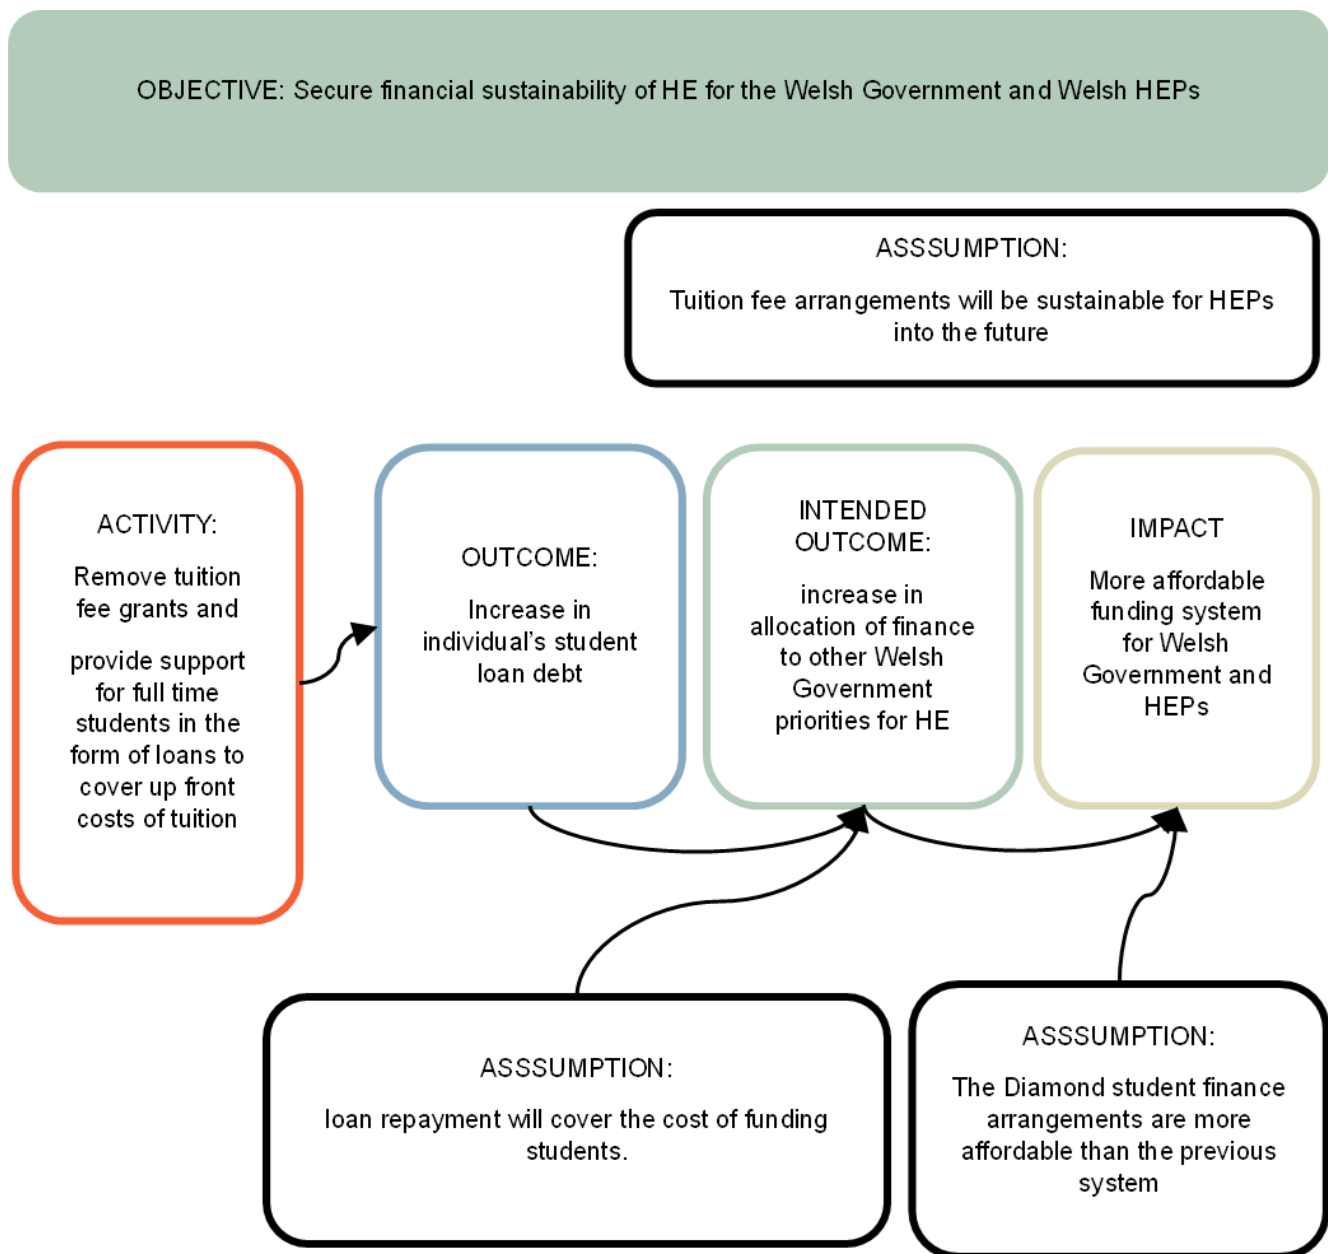 OBJECTIVE: Secure financial sustainability of HE for the Welsh Government and Welsh HEPs
ASSSUMPTION:
Tuition fee arrangements will be sustainable for HEPs
into the future
ACTIVITY:
Remove tuition
fee grants and
provide support
for full time
students in the
form of loans to
cover up front
costs of tuition
OUTCOME:
Increase in
individual's student
loan debt
INTENDED
OUTCOME:
increase in
allocation of finance
to other Welsh
Government
priorities for HE
IMPACT
More affordable
funding system
for Welsh
Government and
HEPs
ASSSUMPTION:
loan repayment will cover the cost of funding
students.
ASSSUMPTION:
The Diamond student finance
arrangements are more
affordable than the previous
system